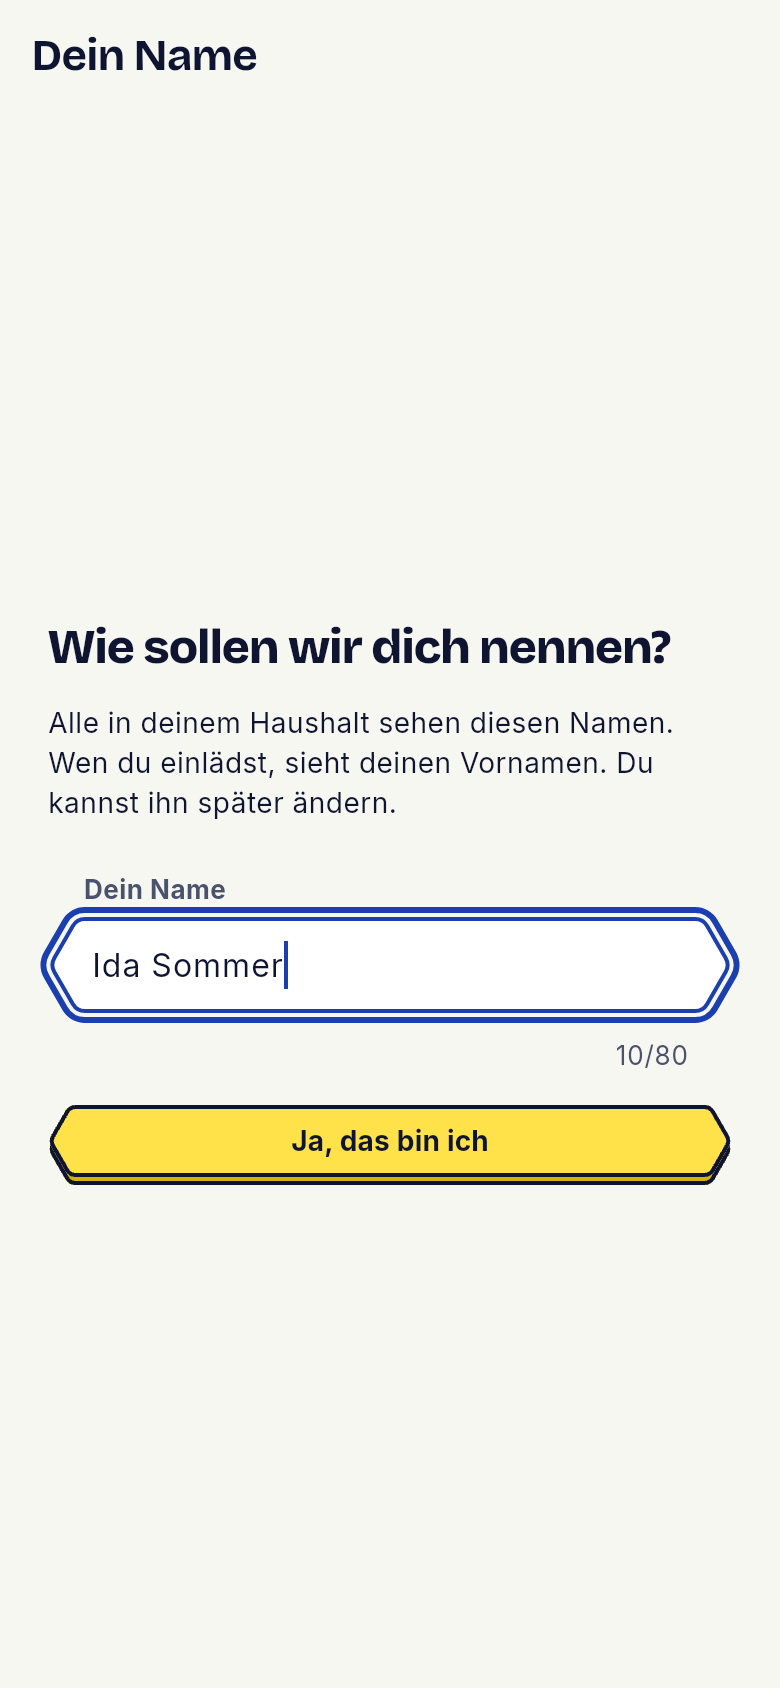 Dein Name
Wie sollen wir dich nennen?
Alle in deinem Haushalt sehen diesen Namen.
Wen du einlädst, sieht deinen Vornamen. Du
kannst ihn später ändern.
Dein Name
Ida Sommer
10/80
Ja, das bin ich